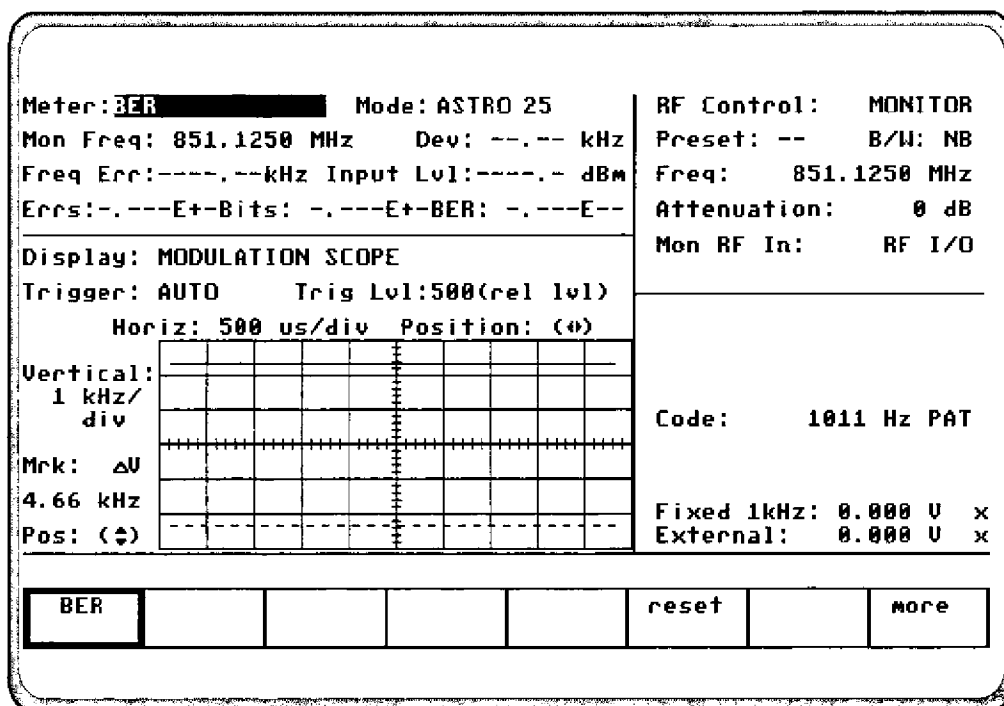 Meter:BER Mode: ASTRO 25
Mon Freq: 851.1250 MHz Dev: --.-- kHz
Freq Err:----.--kHz Input Lvl:----.- dBm
Errs:-.---E+-Bits: -.---E+-BER: -.---E--
RF Control: MONITOR
Preset: -- B/W: NB
Freq: 851.1250 MHz
Attenuation: 0 dB
Mon RF In: RF I/O
Display: MODULATION SCOPE
Trigger: AUTO Trig Lvl:500(rel lvl)
Horiz: 500 us/div Position: (↔)
Vertical:
1 kHz/
div
Mrk: △V
4.66 kHz
Pos: (↕)
Code: 1011 Hz PAT
Fixed 1kHz: 0.000 V x
External: 0.000 V x
BER
reset
more